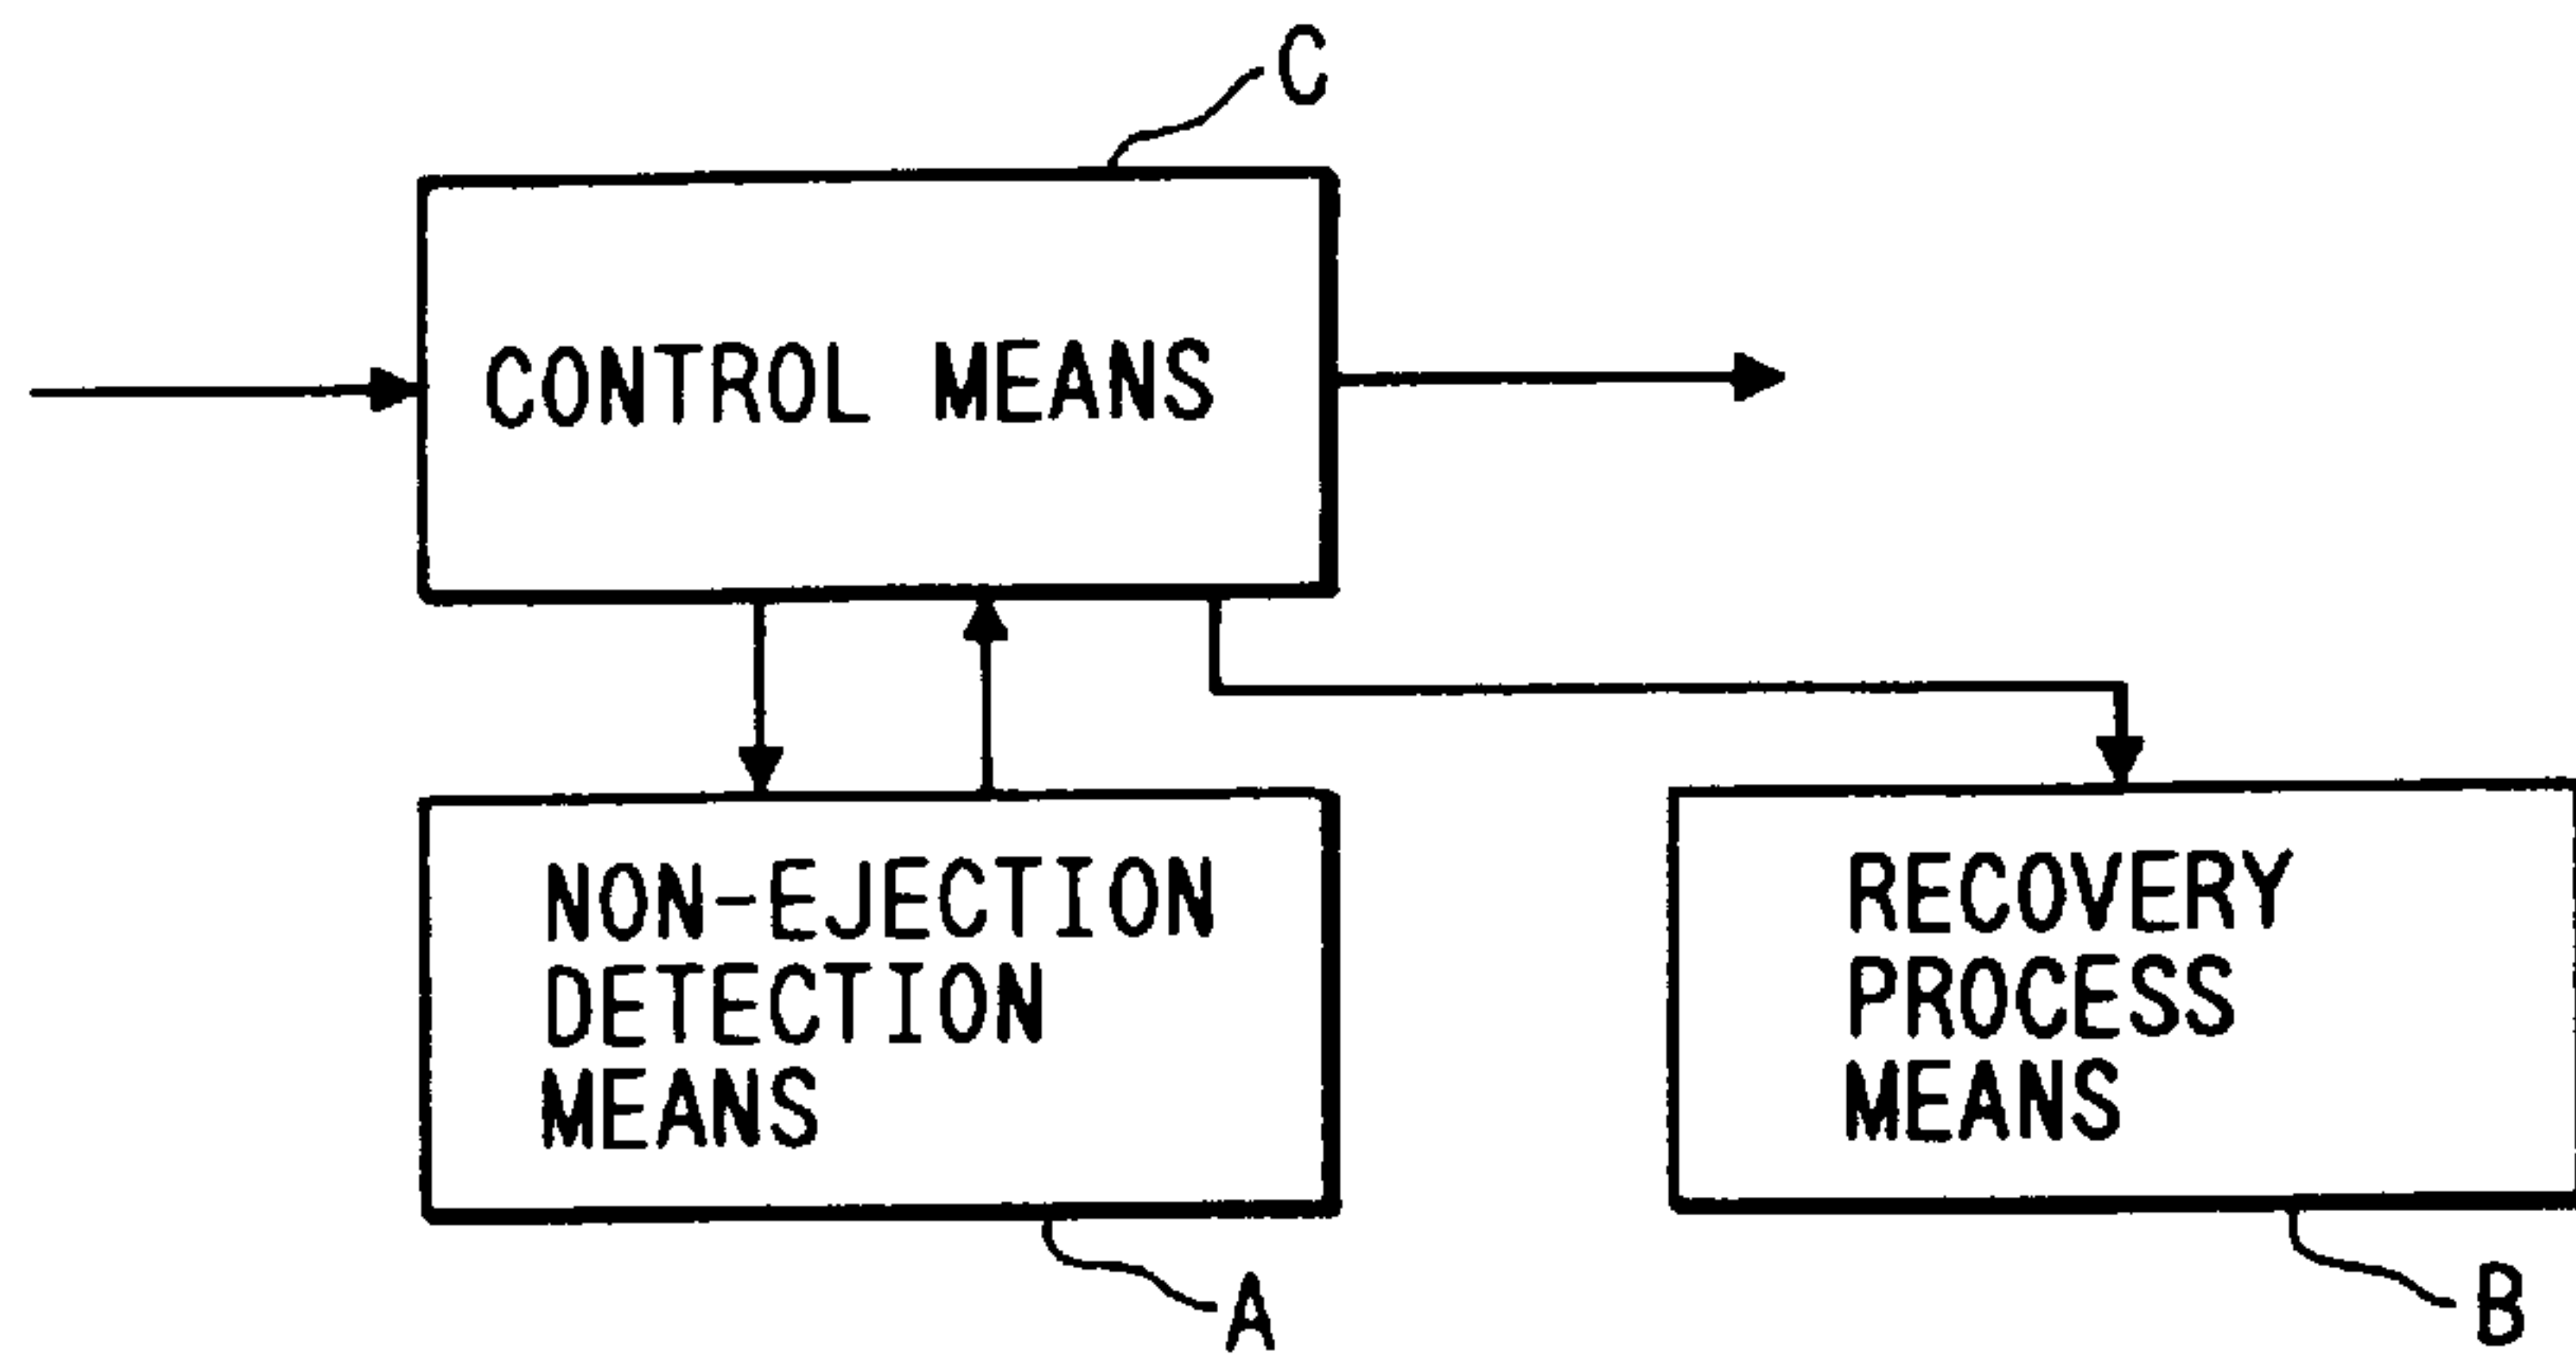 C
CONTROL MEANS
NON-EJECTION
DETECTION
MEANS
RECOVERY
PROCESS
MEANS
A
B